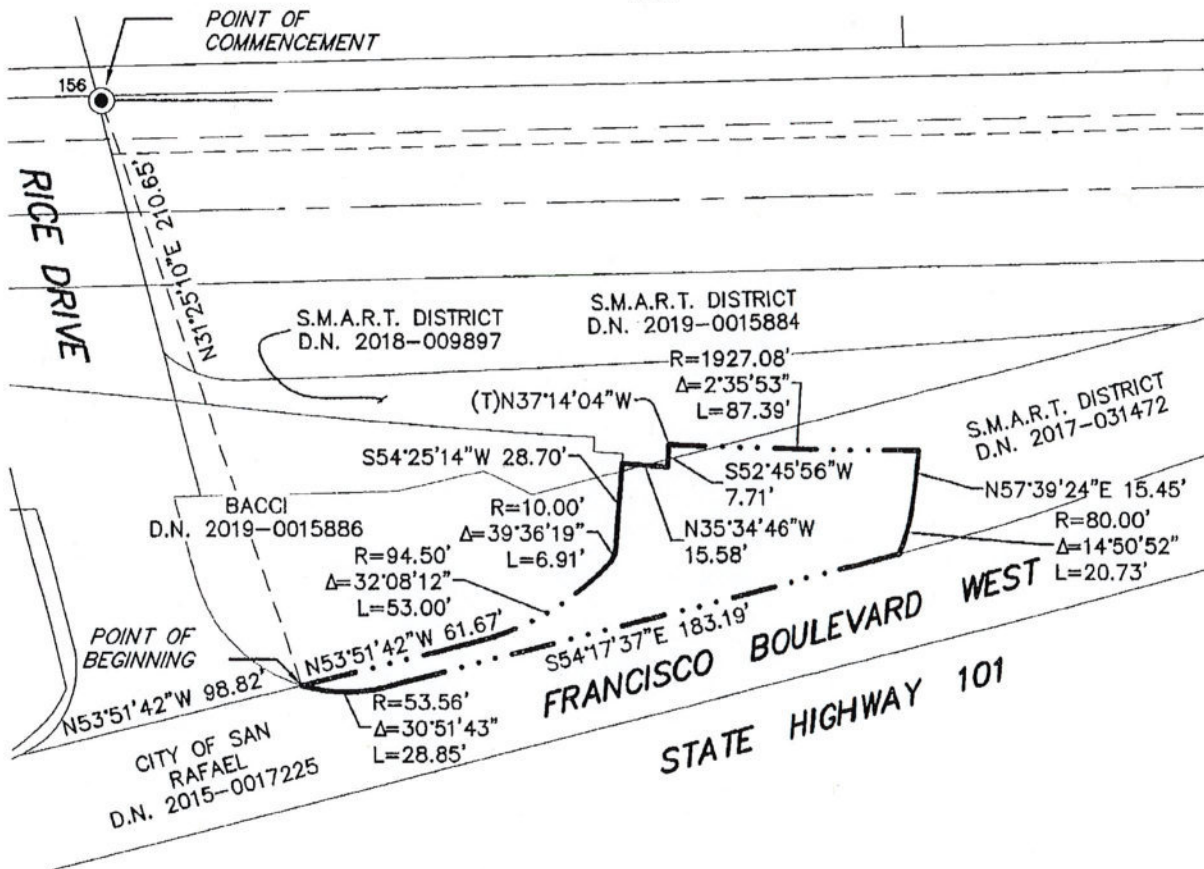 POINT OF
COMMENCEMENT
156
RICE DRIVE
N31°25'10"E 210.65'
S.M.A.R.T. DISTRICT
D.N. 2018-009897
S.M.A.R.T. DISTRICT
D.N. 2019-0015884
R=1927.08'
Δ=2°35'53"
L=87.39'
(T)N37°14'04"W
S.M.A.R.T. DISTRICT
D.N. 2017-031472
S54°25'14"W 28.70'
S52°45'56"W
7.71'
N57°39'24"E 15.45'
BACCI
D.N. 2019-0015886
R=10.00'
Δ=39°36'19"
L=6.91'
N35°34'46"W
15.58'
R=80.00'
Δ=14°50'52"
L=20.73'
R=94.50'
Δ=32°08'12"
L=53.00'
POINT OF
BEGINNING
N53°51'42"W 61.67'
S54°17'37"E 183.19'
N53°51'42"W 98.82'
R=53.56'
Δ=30°51'43"
L=28.85'
FRANCISCO BOULEVARD WEST
STATE HIGHWAY 101
CITY OF SAN
RAFAEL
D.N. 2015-0017225